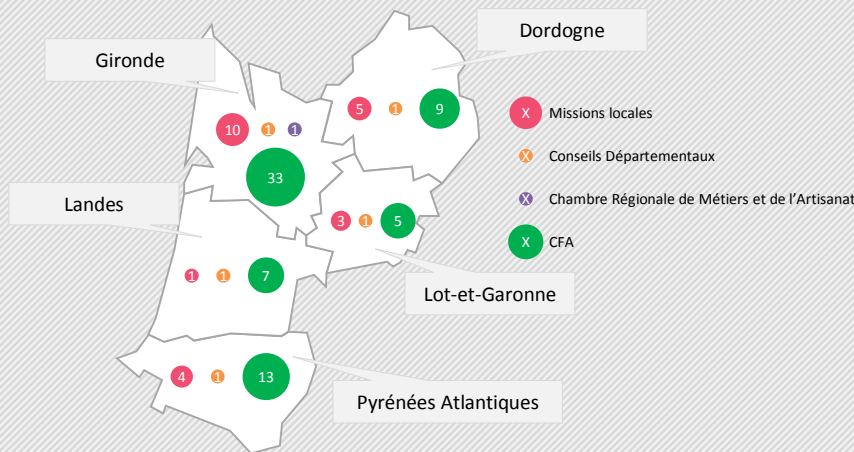 Dordogne
Gironde
5 1 9
X Missions locales
10 1 1
X Conseils Départementaux
33
Landes
X Chambre Régionale de Métiers et de l'Artisanat
3 1 5
X CFA
1 1 7
Lot-et-Garonne
4 1 13
Pyrénées Atlantiques